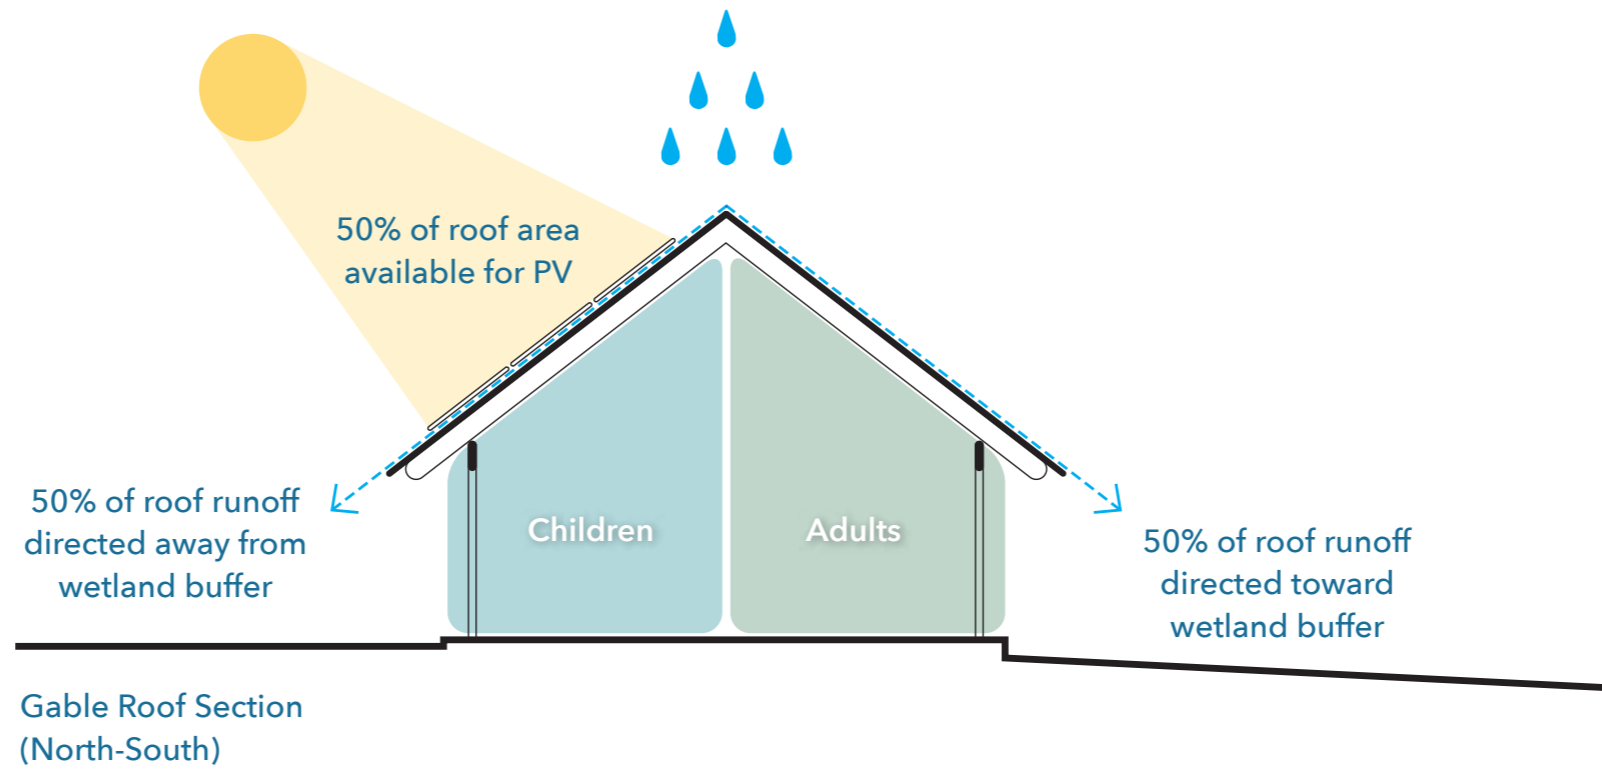 50% of roof area
available for PV
50% of roof runoff
directed away from
wetland buffer
Children
Adults
50% of roof runoff
directed toward
wetland buffer
Gable Roof Section
(North-South)